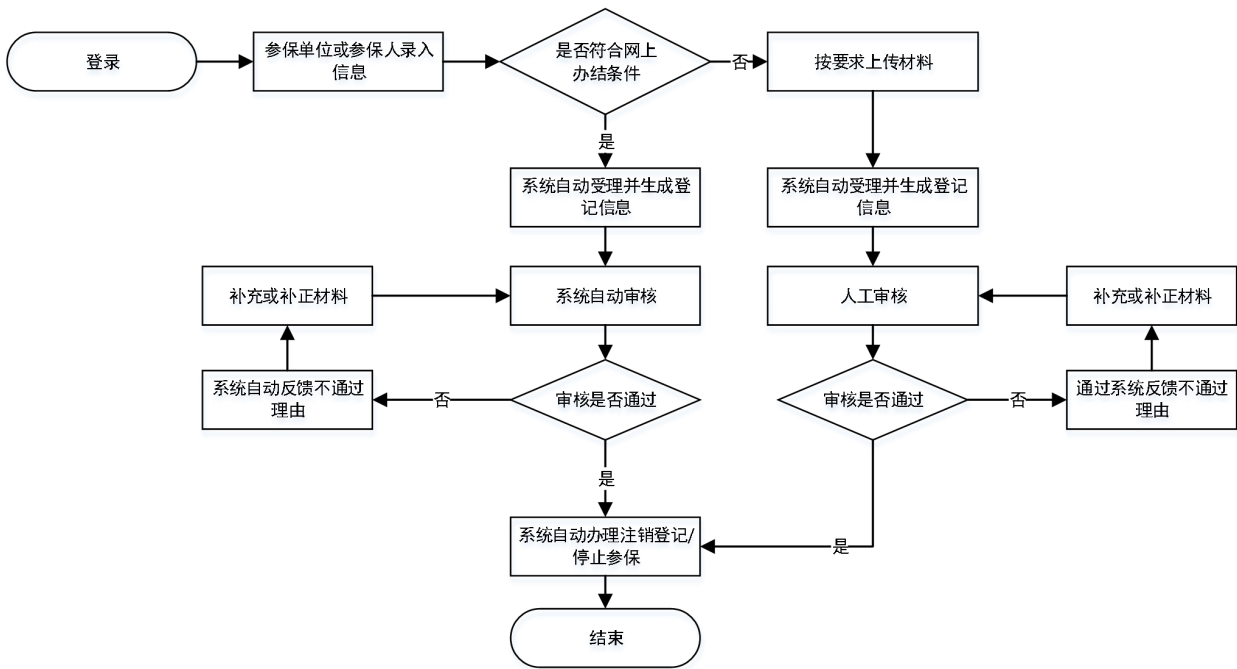 登录
参保单位或参保人录入
信息
是否符合网上
办结条件
否
按要求上传材料
是
系统自动受理并生成登
记信息
系统自动受理并生成登记
信息
补充或补正材料
系统自动审核
人工审核
补充或补正材料
系统自动反馈不通过
理由
否
审核是否通过
审核是否通过
否
通过系统反馈不通过
理由
是
系统自动办理注销登记/
停止参保
是
结束